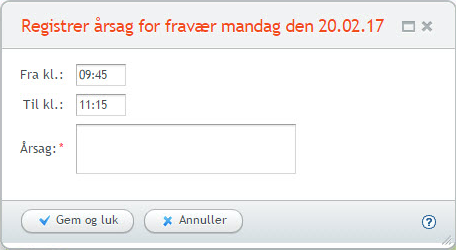 Registrer årsag for fravær mandag den 20.02.17
Fra kl.: 09:45
Til kl.: 11:15
Årsag:*
Gem og luk Annuller ?